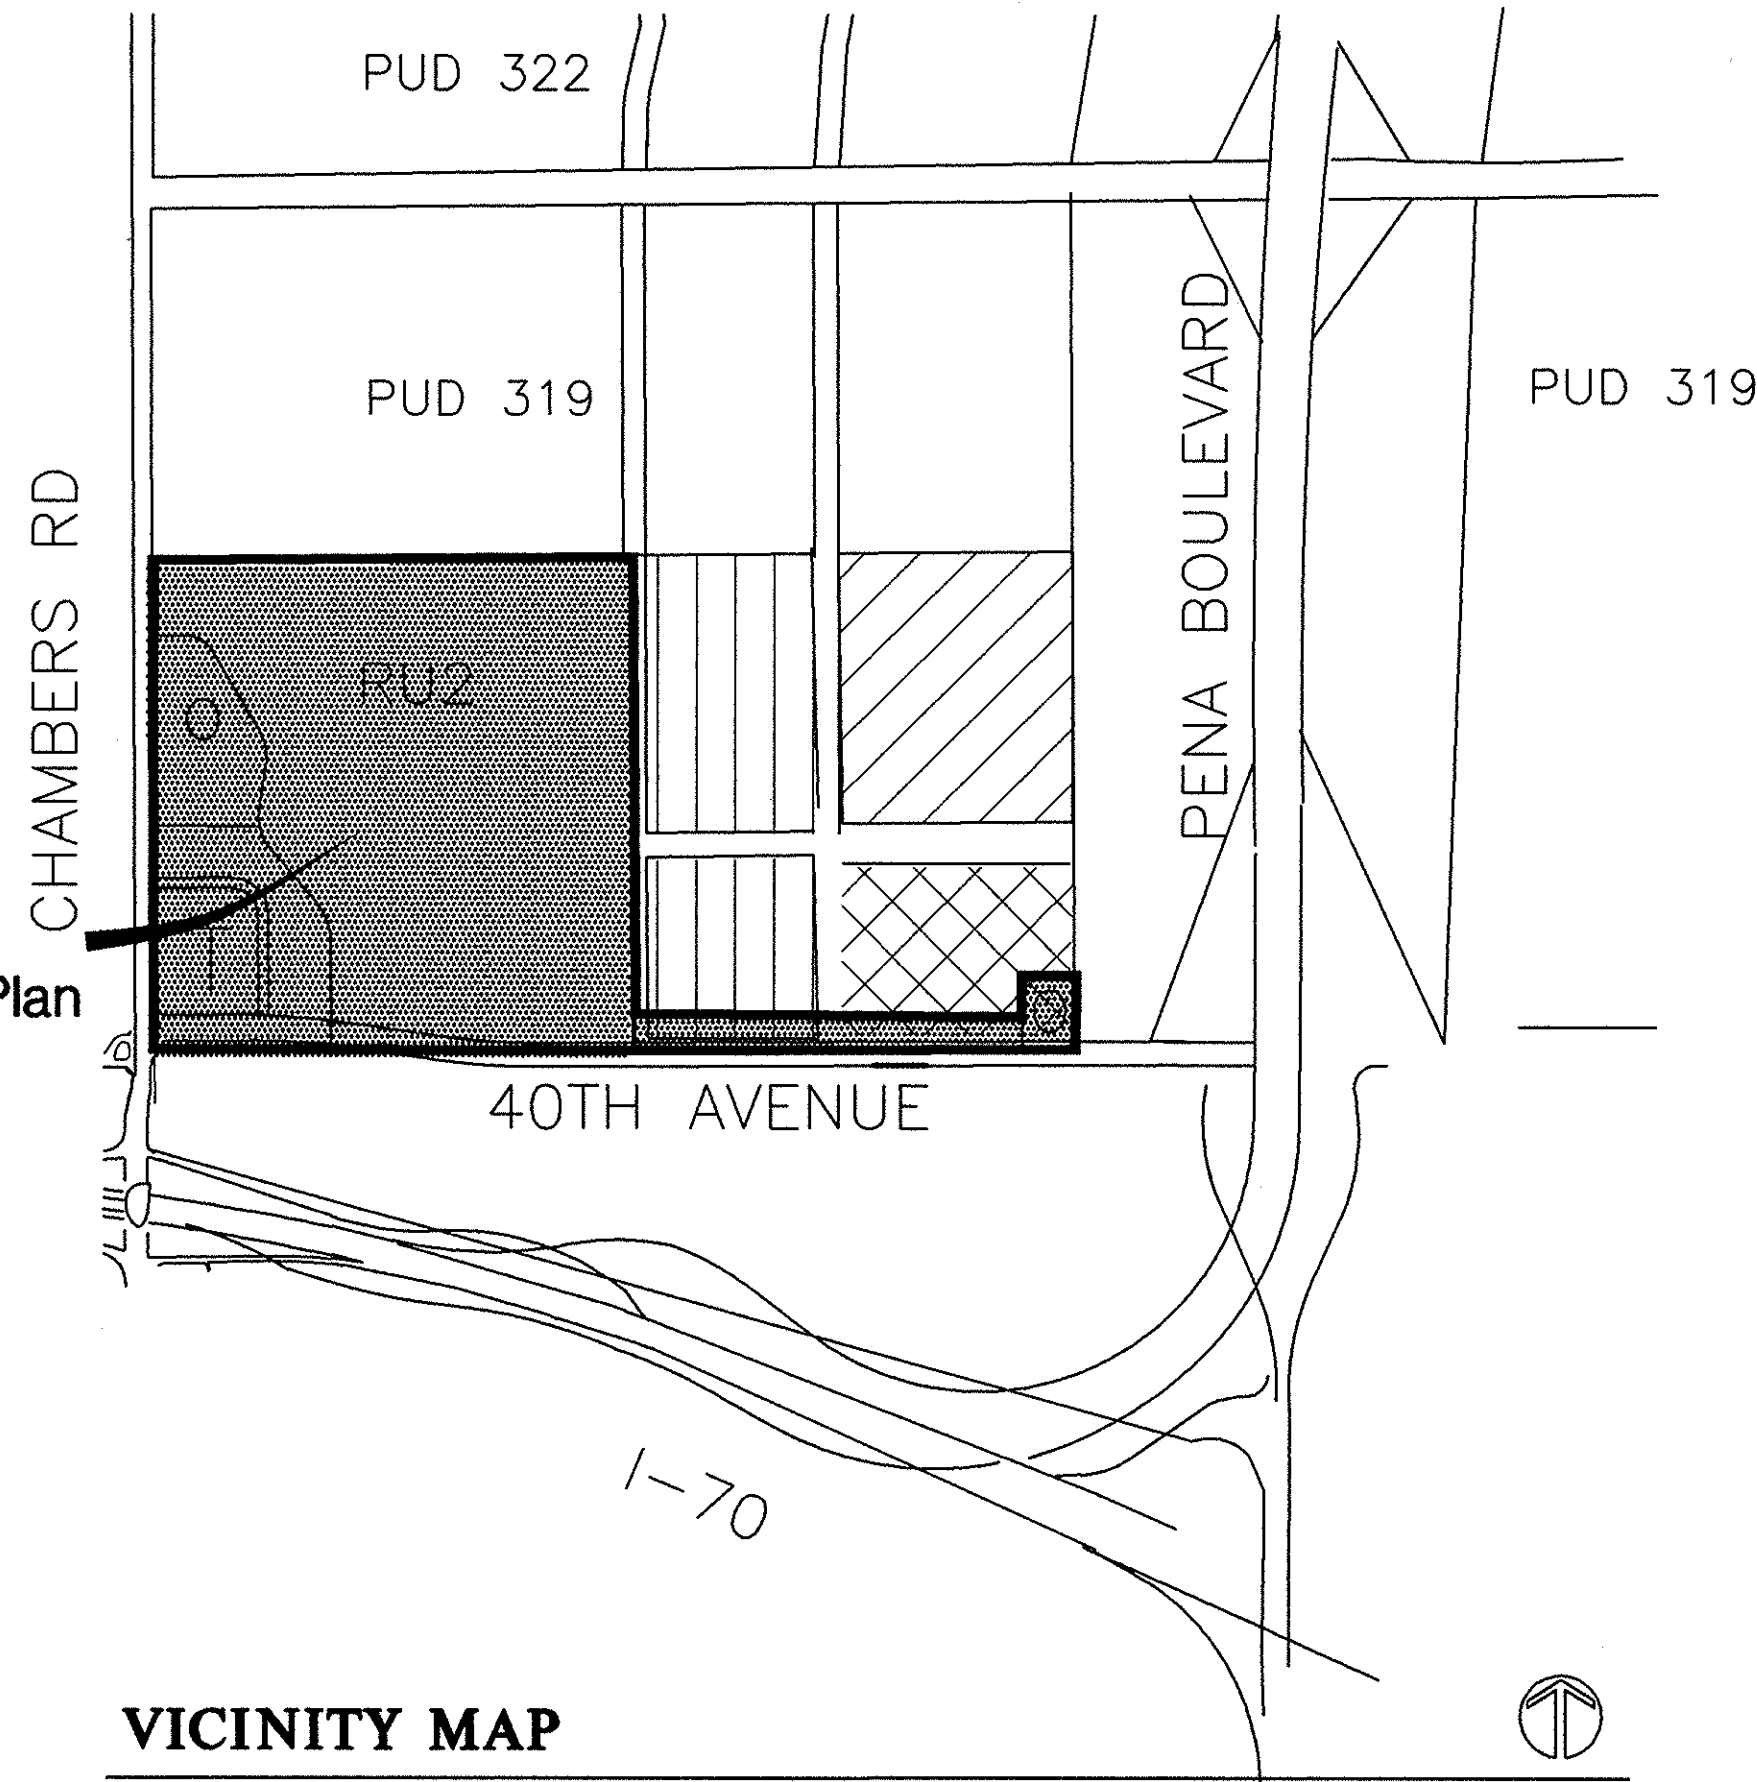 PUD 322
PUD 319
PUD 319
CHAMBERS RD
PENA BOULEVARD
RU2
O
T
Plan
40TH AVENUE
I-70
VICINITY MAP